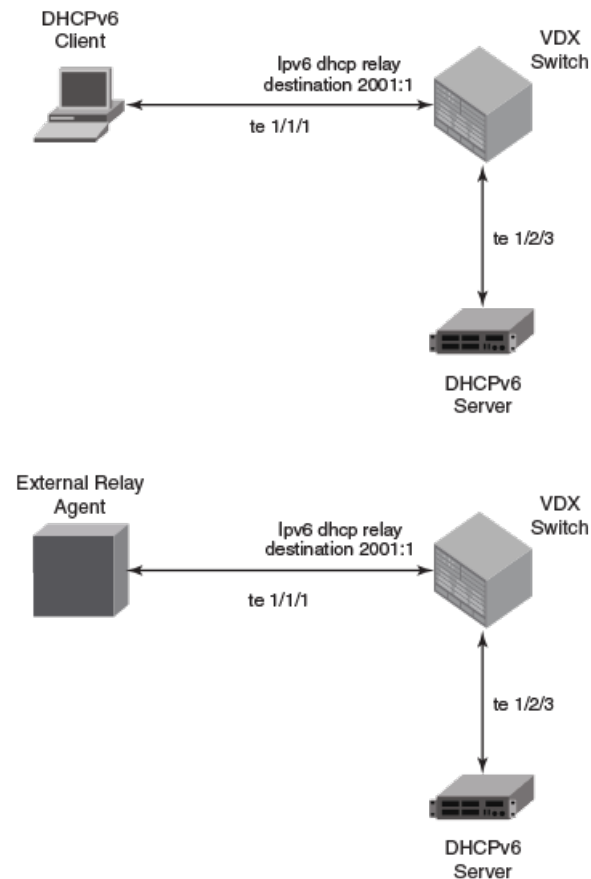 DHCPv6
Client
VDX
Switch
Ipv6 dhcp relay
destination 2001:1
te 1/1/1
te 1/2/3
DHCPv6
Server
External Relay
Agent
VDX
Switch
Ipv6 dhcp relay
destination 2001:1
te 1/1/1
te 1/2/3
DHCPv6
Server